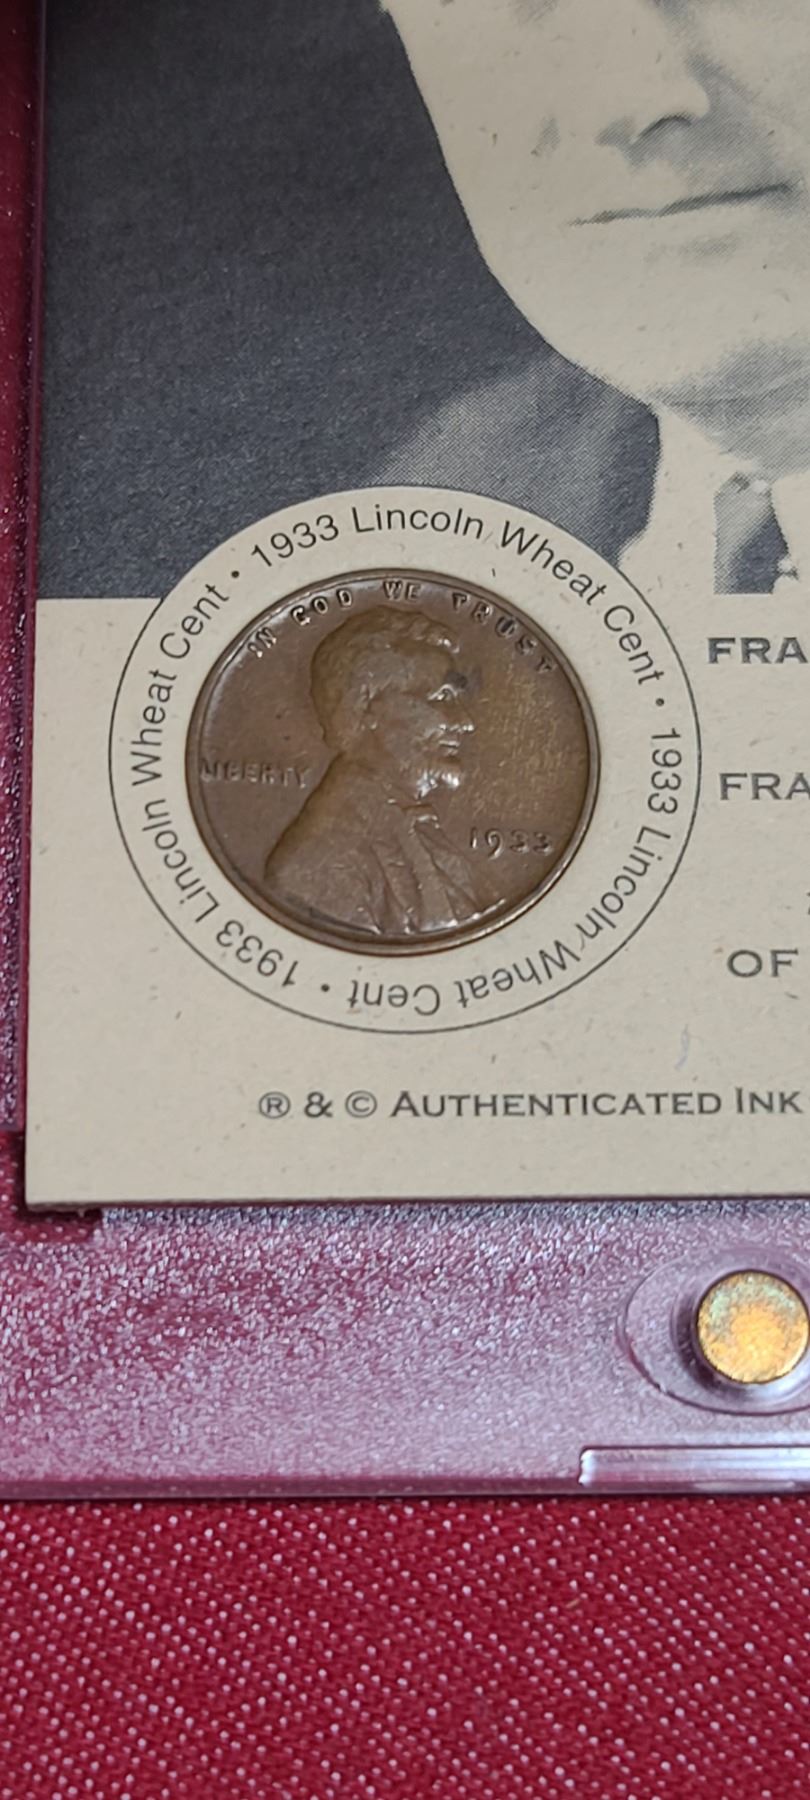 1933 Lincoln Wheat Cent • 1933 Lincoln Wheat Cent • 1933 Lincoln Wheat Cent •
IN GOD WE TRUST
LIBERTY
1933
FRA
FRA
OF
® & © AUTHENTICATED INK